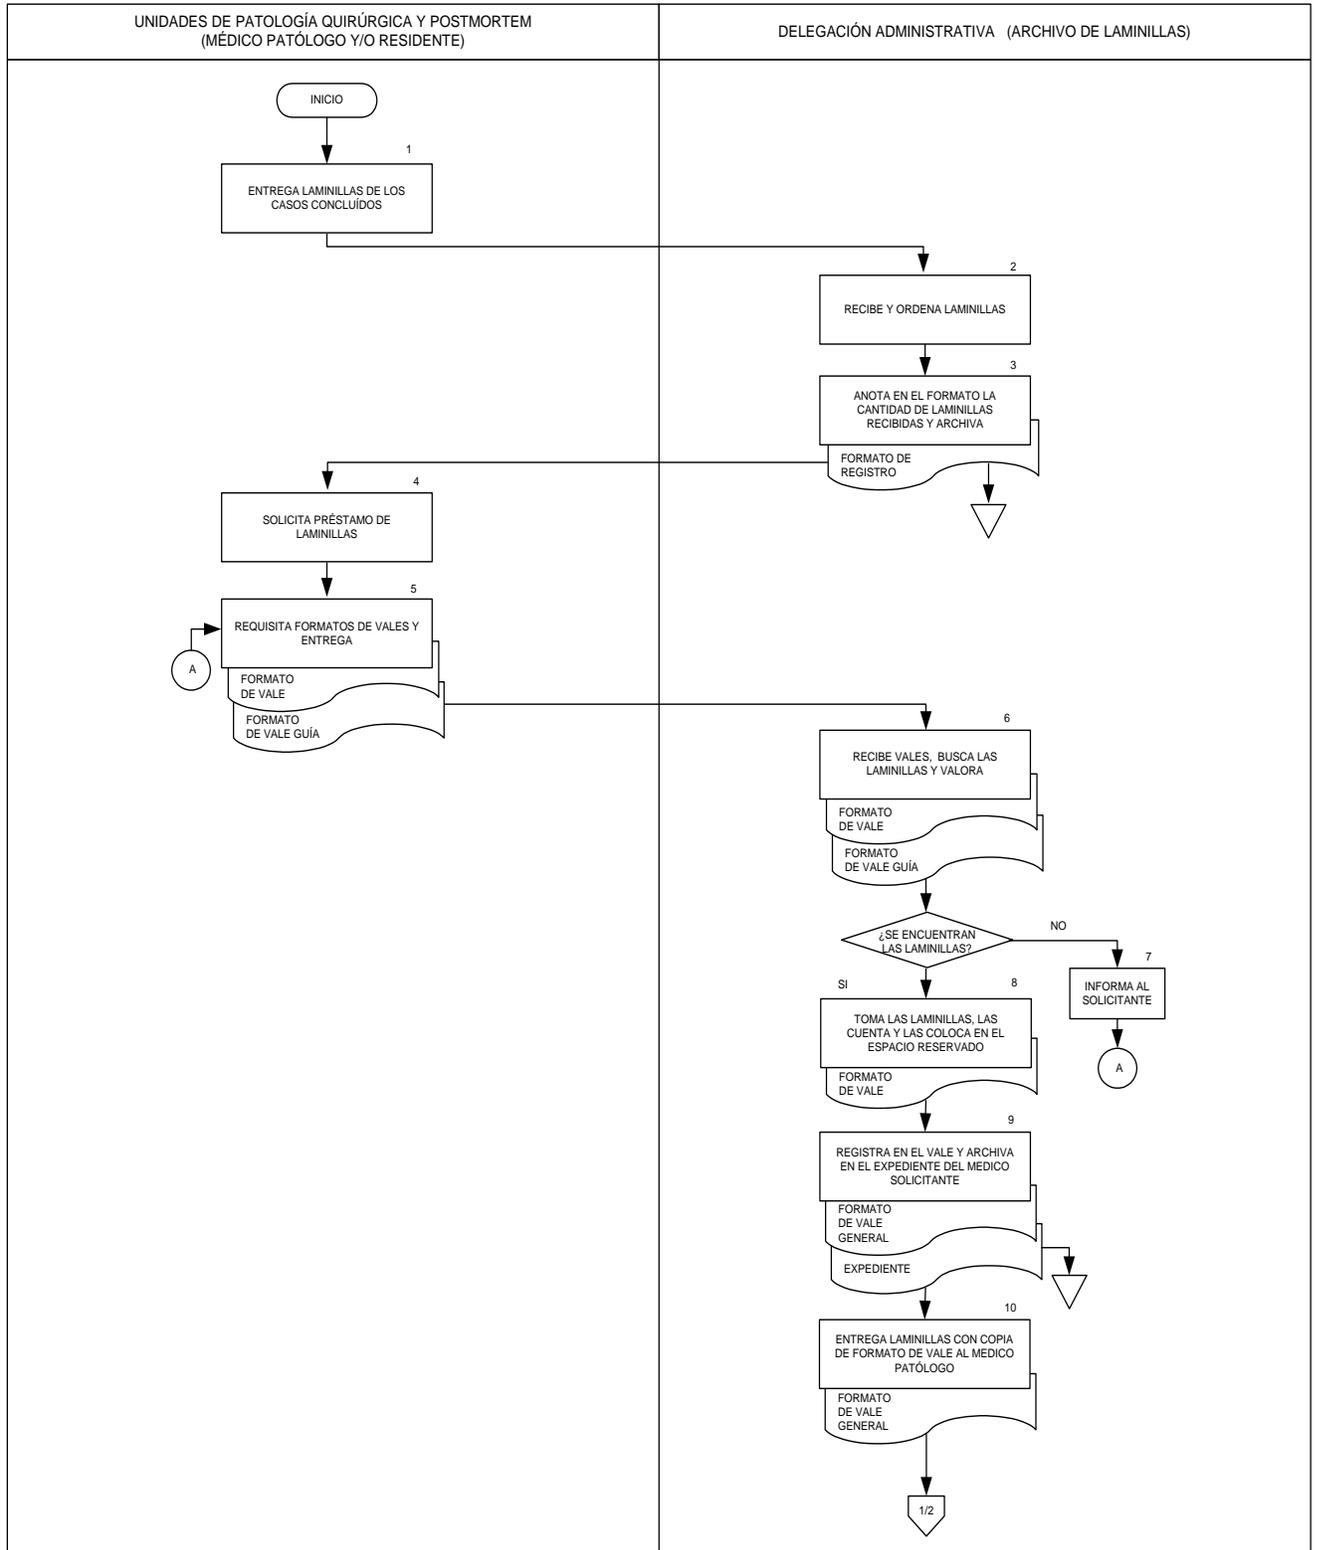 UNIDADES DE PATOLOGÍA QUIRÚRGICA Y POSTMORTEM
(MÉDICO PATÓLOGO Y/O RESIDENTE)
DELEGACIÓN ADMINISTRATIVA (ARCHIVO DE LAMINILLAS)
INICIO
1
ENTREGA LAMINILLAS DE LOS
CASOS CONCLUÍDOS
2
RECIBE Y ORDENA LAMINILLAS
3
ANOTA EN EL FORMATO LA
CANTIDAD DE LAMINILLAS
RECIBIDAS Y ARCHIVA
FORMATO DE
REGISTRO
4
SOLICITA PRÉSTAMO DE
LAMINILLAS
5
REQUISITA FORMATOS DE VALES Y
ENTREGA
A
FORMATO
DE VALE
FORMATO
DE VALE GUÍA
6
RECIBE VALES, BUSCA LAS
LAMINILLAS Y VALORA
FORMATO
DE VALE
FORMATO
DE VALE GUÍA
¿SE ENCUENTRAN
LAS LAMINILLAS?
NO
7
INFORMA AL
SOLICITANTE
A
SI
8
TOMA LAS LAMINILLAS, LAS
CUENTA Y LAS COLOCA EN EL
ESPACIO RESERVADO
FORMATO
DE VALE
9
REGISTRA EN EL VALE Y ARCHIVA
EN EL EXPEDIENTE DEL MEDICO
SOLICITANTE
FORMATO
DE VALE
GENERAL
EXPEDIENTE
10
ENTREGA LAMINILLAS CON COPIA
DE FORMATO DE VALE AL MEDICO
PATÓLOGO
FORMATO
DE VALE
GENERAL
1/2